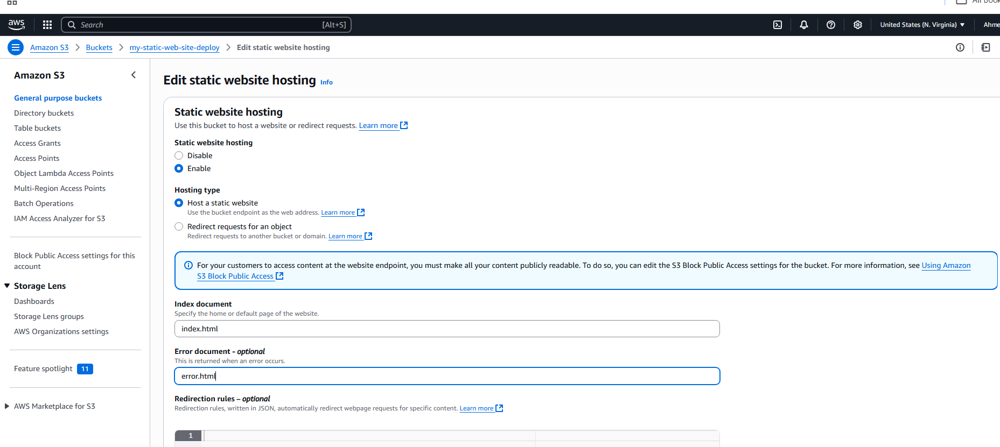 aws
Search
[Alt+S]
United States (N. Virginia)
Amazon S3
Buckets
my-static-web-site-deploy
Edit static website hosting
Amazon S3
General purpose buckets
Directory buckets
Table buckets
Access Grants
Access Points
Object Lambda Access Points
Multi-Region Access Points
Batch Operations
IAM Access Analyzer for S3
Block Public Access settings for this
account
Storage Lens
Dashboards
Storage Lens groups
AWS Organizations settings
Feature spotlight 11
AWS Marketplace for S3
Edit static website hosting Info
Static website hosting
Use this bucket to host a website or redirect requests. Learn more
Static website hosting
Disable
Enable
Hosting type
Host a static website
Use the bucket endpoint as the web address. Learn more
Redirect requests for an object
Redirect requests to another bucket or domain. Learn more
For your customers to access content at the website endpoint, you must make all your content publicly readable. To do so, you can edit the S3 Block Public Access settings for the bucket. For more information, see Using Amazon
S3 Block Public Access
Index document
Specify the home or default page of the website.
index.html
Error document - optional
This is returned when an error occurs.
error.html
Redirection rules – optional
Redirection rules, written in JSON, automatically redirect webpage requests for specific content. Learn more
1